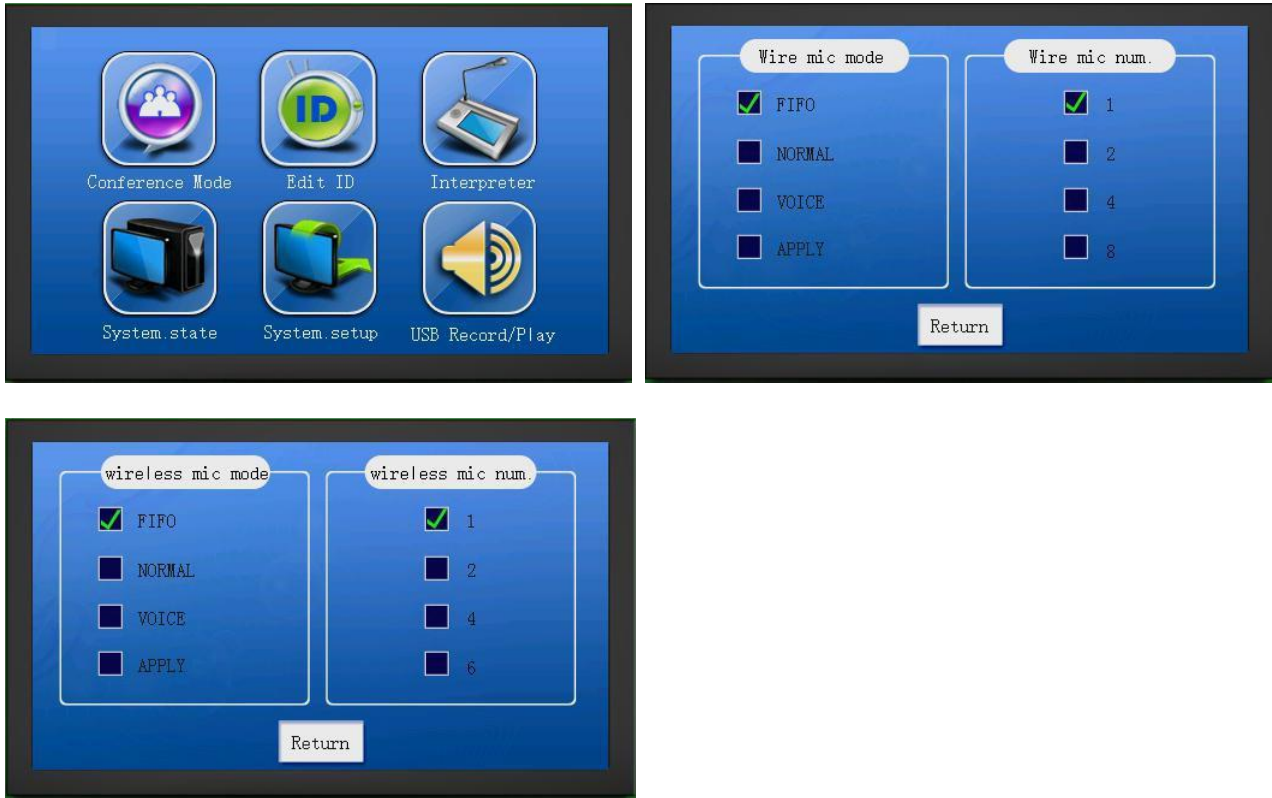 ID
Conference Mode
Edit ID
Interpreter
System.state
System.setup
USB Record/Play
Wire mic mode
FIFO
NORMAL
VOICE
APPLY
Wire mic num.
1
2
4
8
Return
wireless mic mode
FIFO
NORMAL
VOICE
APPLY
wireless mic num.
1
2
4
6
Return